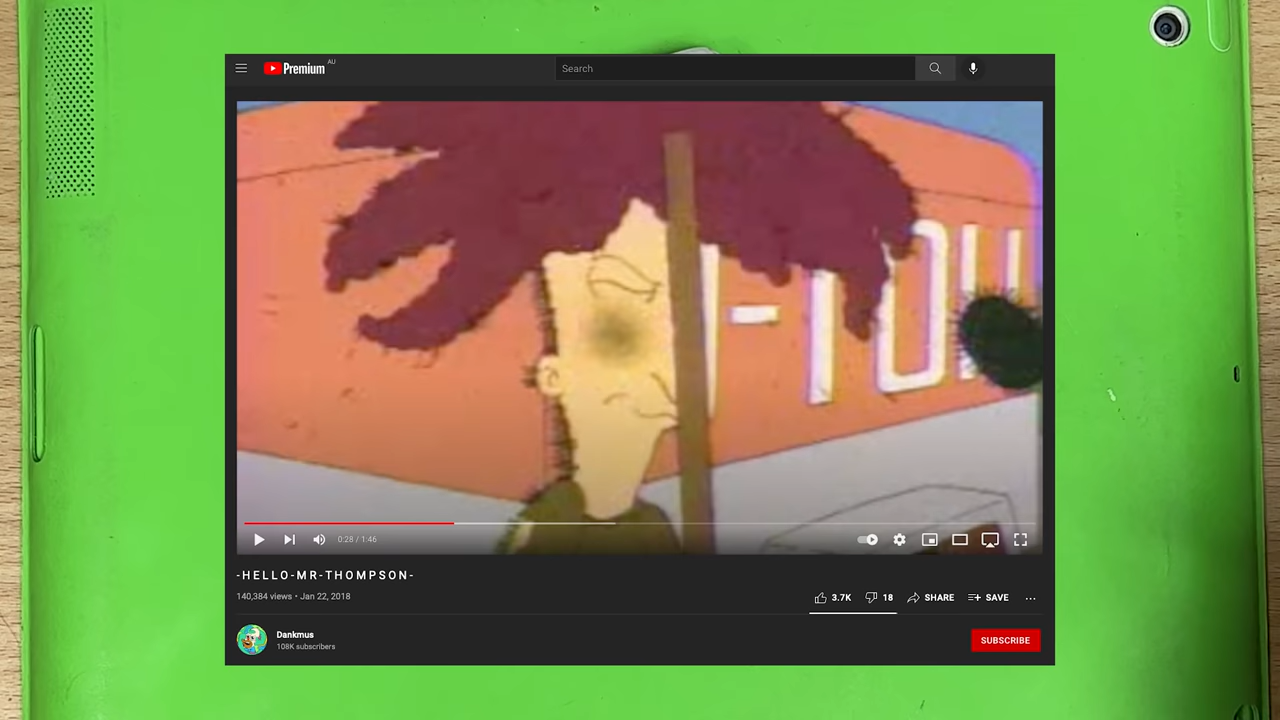 Premium AU
Search
-TOW
0:28 / 1:46
-HELLO-MR-THOMPSON-
140,384 views • Jan 22, 2018
3.7K 18 SHARE SAVE ...
Dankmus
108K subscribers
SUBSCRIBE